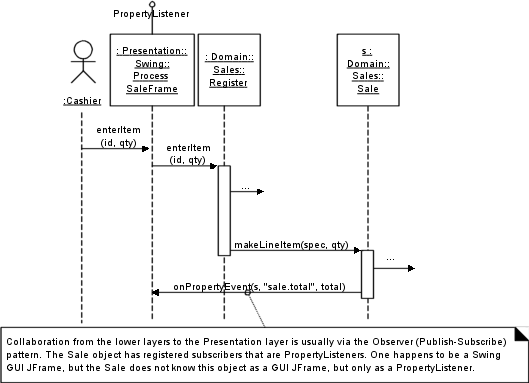 PropertyListener
: Presentation::
Swing::
Process
SaleFrame
: Domain::
Sales::
Register
s :
Domain::
Sales::
Sale
:Cashier
enterItem
(id, qty)
enterItem
(id, qty)
...
makeLineItem(spec, qty)
...
onPropertyEvent(s, "sale.total", total)
Collaboration from the lower layers to the Presentation layer is usually via the Observer (Publish-Subscribe)
pattern. The Sale object has registered subscribers that are PropertyListeners. One happens to be a Swing
GUI JFrame, but the Sale does not know this object as a GUI JFrame, but only as a PropertyListener.